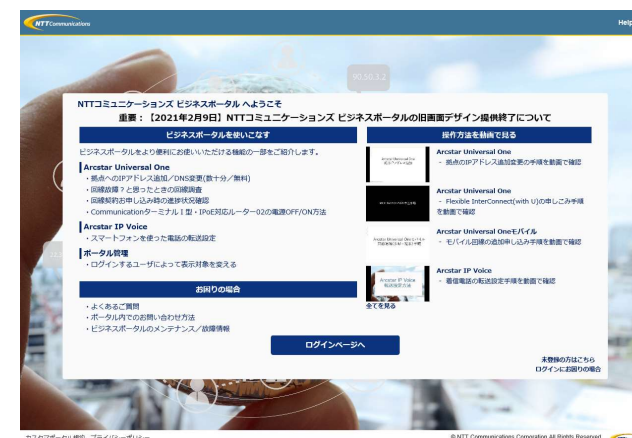 NTT Communications
Help
NTTコミュニケーションズ ビジネスポータル へようこそ
重要：【2021年2月9日】NTTコミュニケーションズ ビジネスポータルの旧画面デザイン提供終了について
ビジネスポータルを使いこなす
ビジネスポータルをより便利にお使いいただける機能の一部をご紹介します。
Arcstar Universal One
・拠点へのIPアドレス追加/DNS変更(数十分／無料)
・回線故障？と思ったときの回線調査
・回線契約お申し込み時の進捗状況確認
・CommunicationターミナルⅠ型・IPoE対応ルーター02の電源OFF/ON方法
Arcstar IP Voice
・スマートフォンを使った電話の転送設定
ポータル管理
・ログインするユーザによって表示対象を変える
お困りの場合
・よくあるご質問
・ポータル内でのお問い合わせ方法
・ビジネスポータルのメンテナンス／故障情報
操作方法を動画で見る
Arcstar Universal One
- 拠点のIPアドレス追加変更の手順を動画で確認
Arcstar Universal One
- Flexible InterConnect(with U)の申しこみ手順
を動画で確認
Arcstar Universal Oneモバイル
- モバイル回線の追加申し込み手順を動画で確認
Arcstar IP Voice
転送設定方法
Arcstar IP Voice
- 着信電話の転送設定手順を動画で確認
全てを見る
ログインページへ
未登録の方はこちら
ログインにお困りの場合
プライバシーポリシー
© NTT Communications Corporation All Rights Reserved